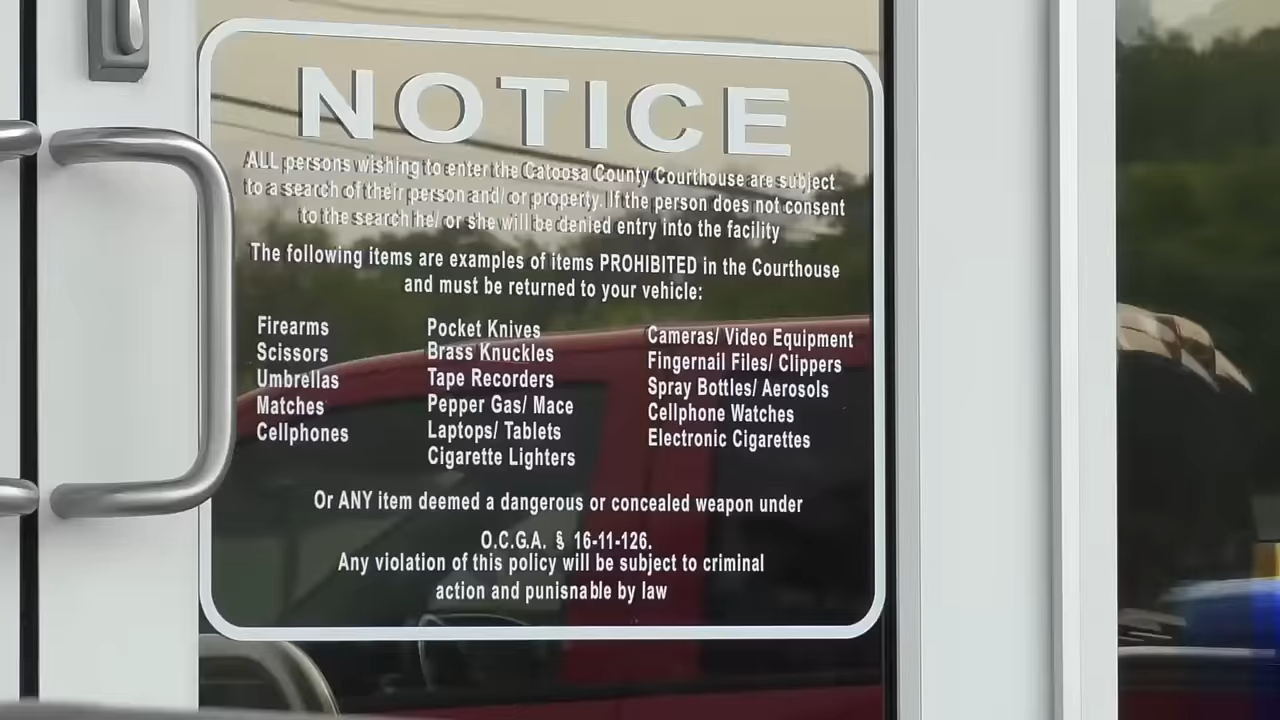 NOTICE
ALL persons wishing to enter the Catoosa County Courthouse are subject
to a search of their person and/ or property. If the person does not consent
to the search he/ or she will be denied entry into the facility
The following items are examples of items PROHIBITED in the Courthouse
and must be returned to your vehicle:
Firearms
Scissors
Umbrellas
Matches
Cellphones
Pocket Knives
Brass Knuckles
Tape Recorders
Pepper Gas/ Mace
Laptops/ Tablets
Cigarette Lighters
Cameras/ Video Equipment
Fingernail Files/ Clippers
Spray Bottles/ Aerosols
Cellphone Watches
Electronic Cigarettes
Or ANY item deemed a dangerous or concealed weapon under
O.C.G.A. § 16-11-126.
Any violation of this policy will be subject to criminal
action and punisnable by law